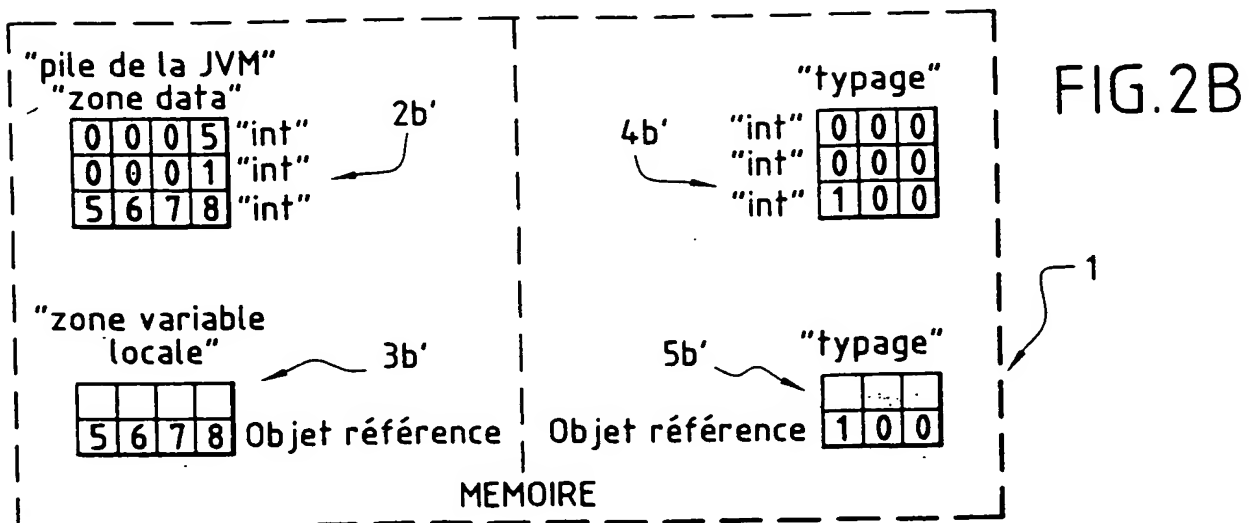 "pile de la JVM"
"zone data"
0 0 0 5 "int"
0 0 0 1 "int"
5 6 7 8 "int"
2b'
"typage"
4b'
"int" 0 0 0
"int" 0 0 0
"int" 1 0 0
FIG.2B
1
"zone variable
locale"
3b'
5 6 7 8 Objet référence
5b'
"typage"
Objet référence 1 0 0
MEMOIRE